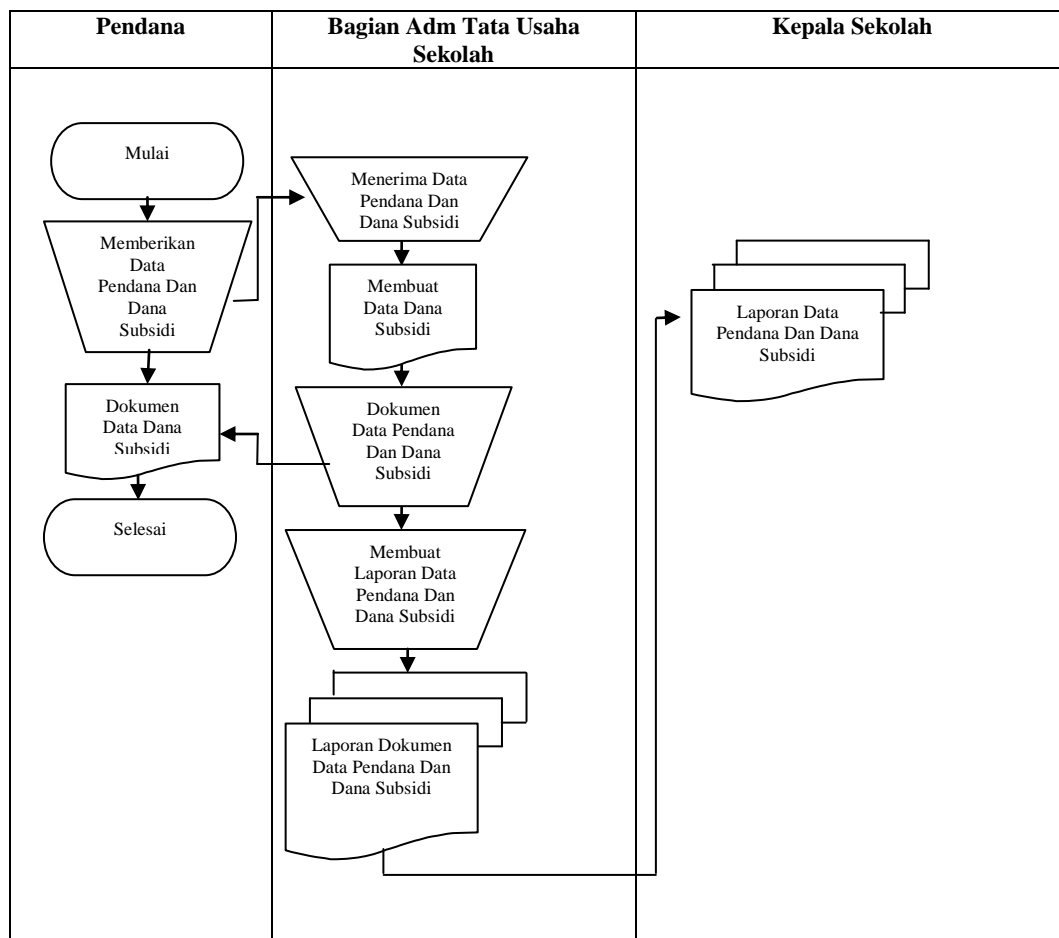 Pendana
Bagian Adm Tata Usaha
Sekolah
Kepala Sekolah
Mulai
Memberikan
Data
Pendana Dan
Dana
Subsidi
Dokumen
Data Dana
Subsidi
Selesai
Menerima Data
Pendana Dan
Dana Subsidi
Membuat
Data Dana
Subsidi
Dokumen
Data Pendana
Dan Dana
Subsidi
Membuat
Laporan Data
Pendana Dan
Dana Subsidi
Laporan Dokumen
Data Pendana Dan
Dana Subsidi
Laporan Data
Pendana Dan Dana
Subsidi